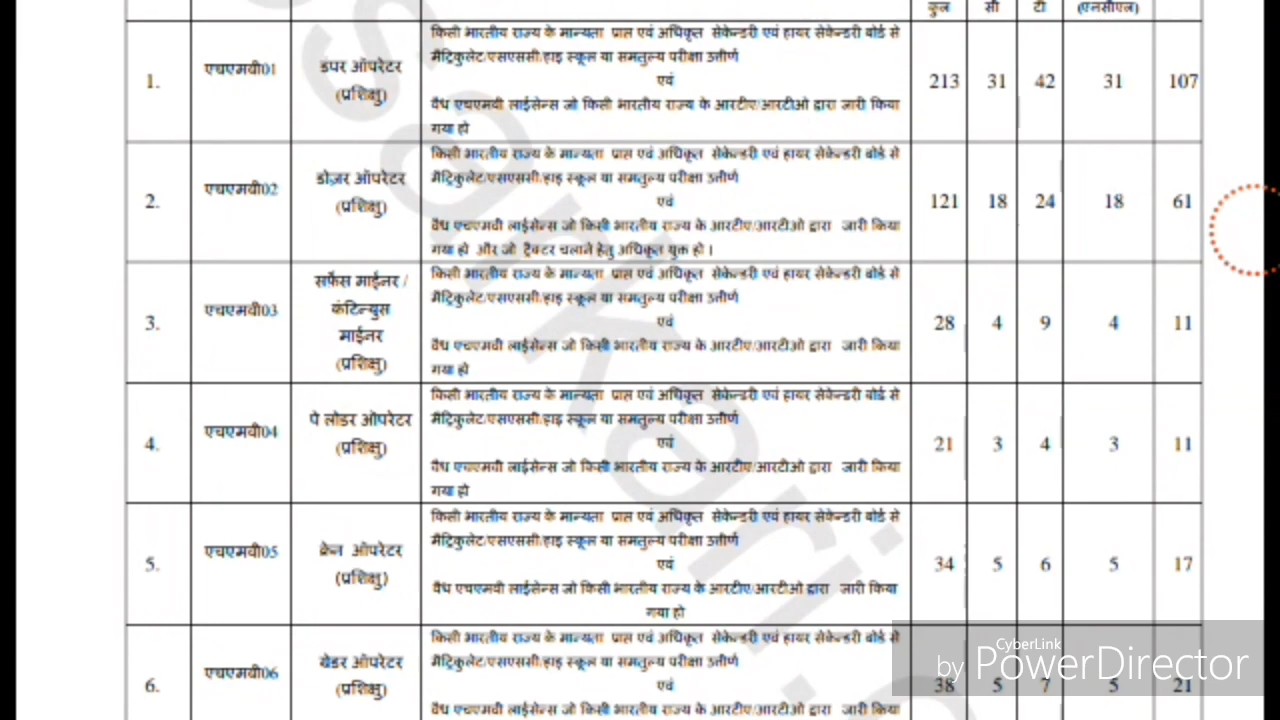 कुल सी टी (एनसीएल)
1. एचएमवी01 डंपर ऑपरेटर (प्रशिक्षु) किसी भारतीय राज्य के मान्यता प्राप्त एवं अधिकृत सेकेन्डरी एवं हायर सेकेन्डरी बोर्ड से
मैट्रिकुलेट/एसएससी/हाइ स्कूल या समतुल्य परीक्षा उत्तीर्ण
एवं
वैध एचएमवी लाईसेन्स जो किसी भारतीय राज्य के आरटीए/आरटीओ द्वारा जारी किया
गया हो
213 31 42 31 107
2. एचएमवी02 डोज़र ऑपरेटर (प्रशिक्षु) किसी भारतीय राज्य के मान्यता प्राप्त एवं अधिकृत सेकेन्डरी एवं हायर सेकेन्डरी बोर्ड से
मैट्रिकुलेट/एसएससी/हाइ स्कूल या समतुल्य परीक्षा उत्तीर्ण
एवं
वैध एचएमवी लाईसेन्स जो किसी भारतीय राज्य के आरटीए/आरटीओ द्वारा जारी किया
गया हो और जो ट्रैक्टर चलाने हेतु अधिकृत युक्त हो।
121 18 24 18 61
3. एचएमवी03 सर्फेस माईनर / कंटिन्युस माईनर (प्रशिक्षु) किसी भारतीय राज्य के मान्यता प्राप्त एवं अधिकृत सेकेन्डरी एवं हायर सेकेन्डरी बोर्ड से
मैट्रिकुलेट/एसएससी/हाइ स्कूल या समतुल्य परीक्षा उत्तीर्ण
एवं
वैध एचएमवी लाईसेन्स जो किसी भारतीय राज्य के आरटीए/आरटीओ द्वारा जारी किया
गया हो
28 4 9 4 11
4. एचएमवी04 पे लोडर ऑपरेटर (प्रशिक्षु) किसी भारतीय राज्य के मान्यता प्राप्त एवं अधिकृत सेकेन्डरी एवं हायर सेकेन्डरी बोर्ड से
मैट्रिकुलेट/एसएससी/हाइ स्कूल या समतुल्य परीक्षा उत्तीर्ण
एवं
वैध एचएमवी लाईसेन्स जो किसी भारतीय राज्य के आरटीए/आरटीओ द्वारा जारी किया
गया हो
21 3 4 3 11
5. एचएमवी05 क्रेन ऑपरेटर (प्रशिक्षु) किसी भारतीय राज्य के मान्यता प्राप्त एवं अधिकृत सेकेन्डरी एवं हायर सेकेन्डरी बोर्ड से
मैट्रिकुलेट/एसएससी/हाइ स्कूल या समतुल्य परीक्षा उत्तीर्ण
एवं
वैध एचएमवी लाईसेन्स जो किसी भारतीय राज्य के आरटीए/आरटीओ द्वारा जारी किया
गया हो
34 5 6 5 17
6. एचएमवी06 ग्रेडर ऑपरेटर (प्रशिक्षु) किसी भारतीय राज्य के मान्यता प्राप्त एवं अधिकृत सेकेन्डरी एवं हायर सेकेन्डरी बोर्ड से
मैट्रिकुलेट/एसएससी/हाइ स्कूल या समतुल्य परीक्षा उत्तीर्ण
एवं
वैध एचएमवी लाईसेन्स जो किसी भारतीय राज्य के आरटीए/आरटीओ द्वारा जारी किया
38 5 7 5 21
CyberLink
by PowerDirector